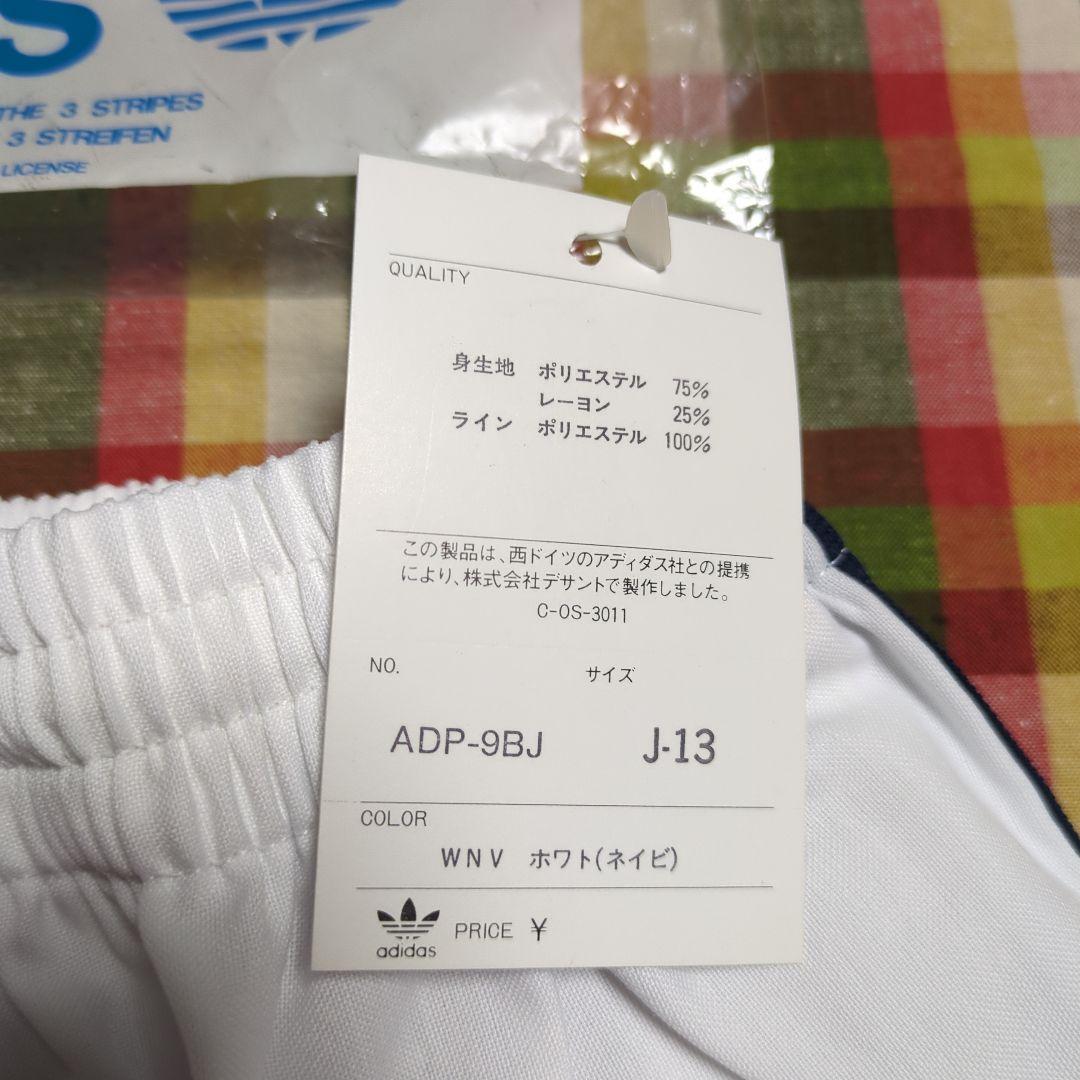 S
THE 3 STRIPES
3 STREIFEN
LICENSE
QUALITY
身生地 ポリエステル 75%
レーヨン 25%
ライン ポリエステル 100%
この製品は、西ドイツのアディダス社との提携
により、株式会社デサントで製作しました。
C-OS-3011
NO. サイズ
ADP-9BJ J-13
COLOR
WNV ホワト(ネイビ)
adidas PRICE ¥